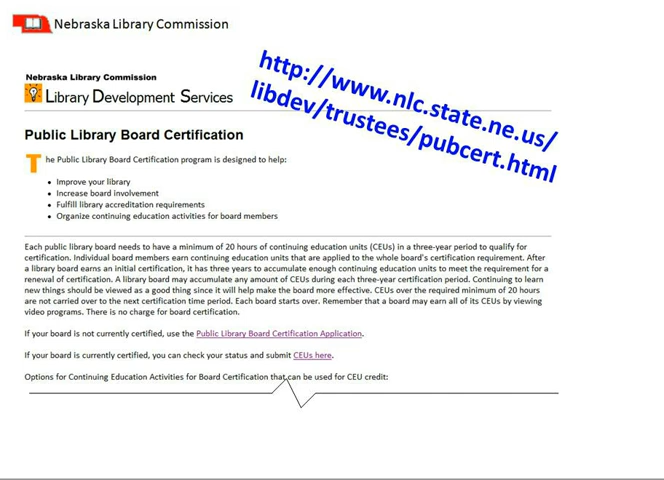 Nebraska Library Commission
Nebraska Library Commission
Library Development Services
http://www.nlc.state.ne.us/
libdev/trustees/pubcert.html
Public Library Board Certification
The Public Library Board Certification program is designed to help:
• Improve your library
• Increase board involvement
• Fulfill library accreditation requirements
• Organize continuing education activities for board members
Each public library board needs to have a minimum of 20 hours of continuing education units (CEUs) in a three-year period to qualify for
certification. Individual board members earn continuing education units that are applied to the whole board's certification requirement. After
a library board earns an initial certification, it has three years to accumulate enough continuing education units to meet the requirement for a
renewal of certification. A library board may accumulate any amount of CEUs during each three-year certification period. Continuing to learn
new things should be viewed as a good thing since it will help make the board more effective. CEUs over the required minimum of 20 hours
are not carried over to the next certification time period. Each board starts over. Remember that a board may earn all of its CEUs by viewing
video programs. There is no charge for board certification.
If your board is not currently certified, use the Public Library Board Certification Application.
If your board is currently certified, you can check your status and submit CEUs here.
Options for Continuing Education Activities for Board Certification that can be used for CEU credit: